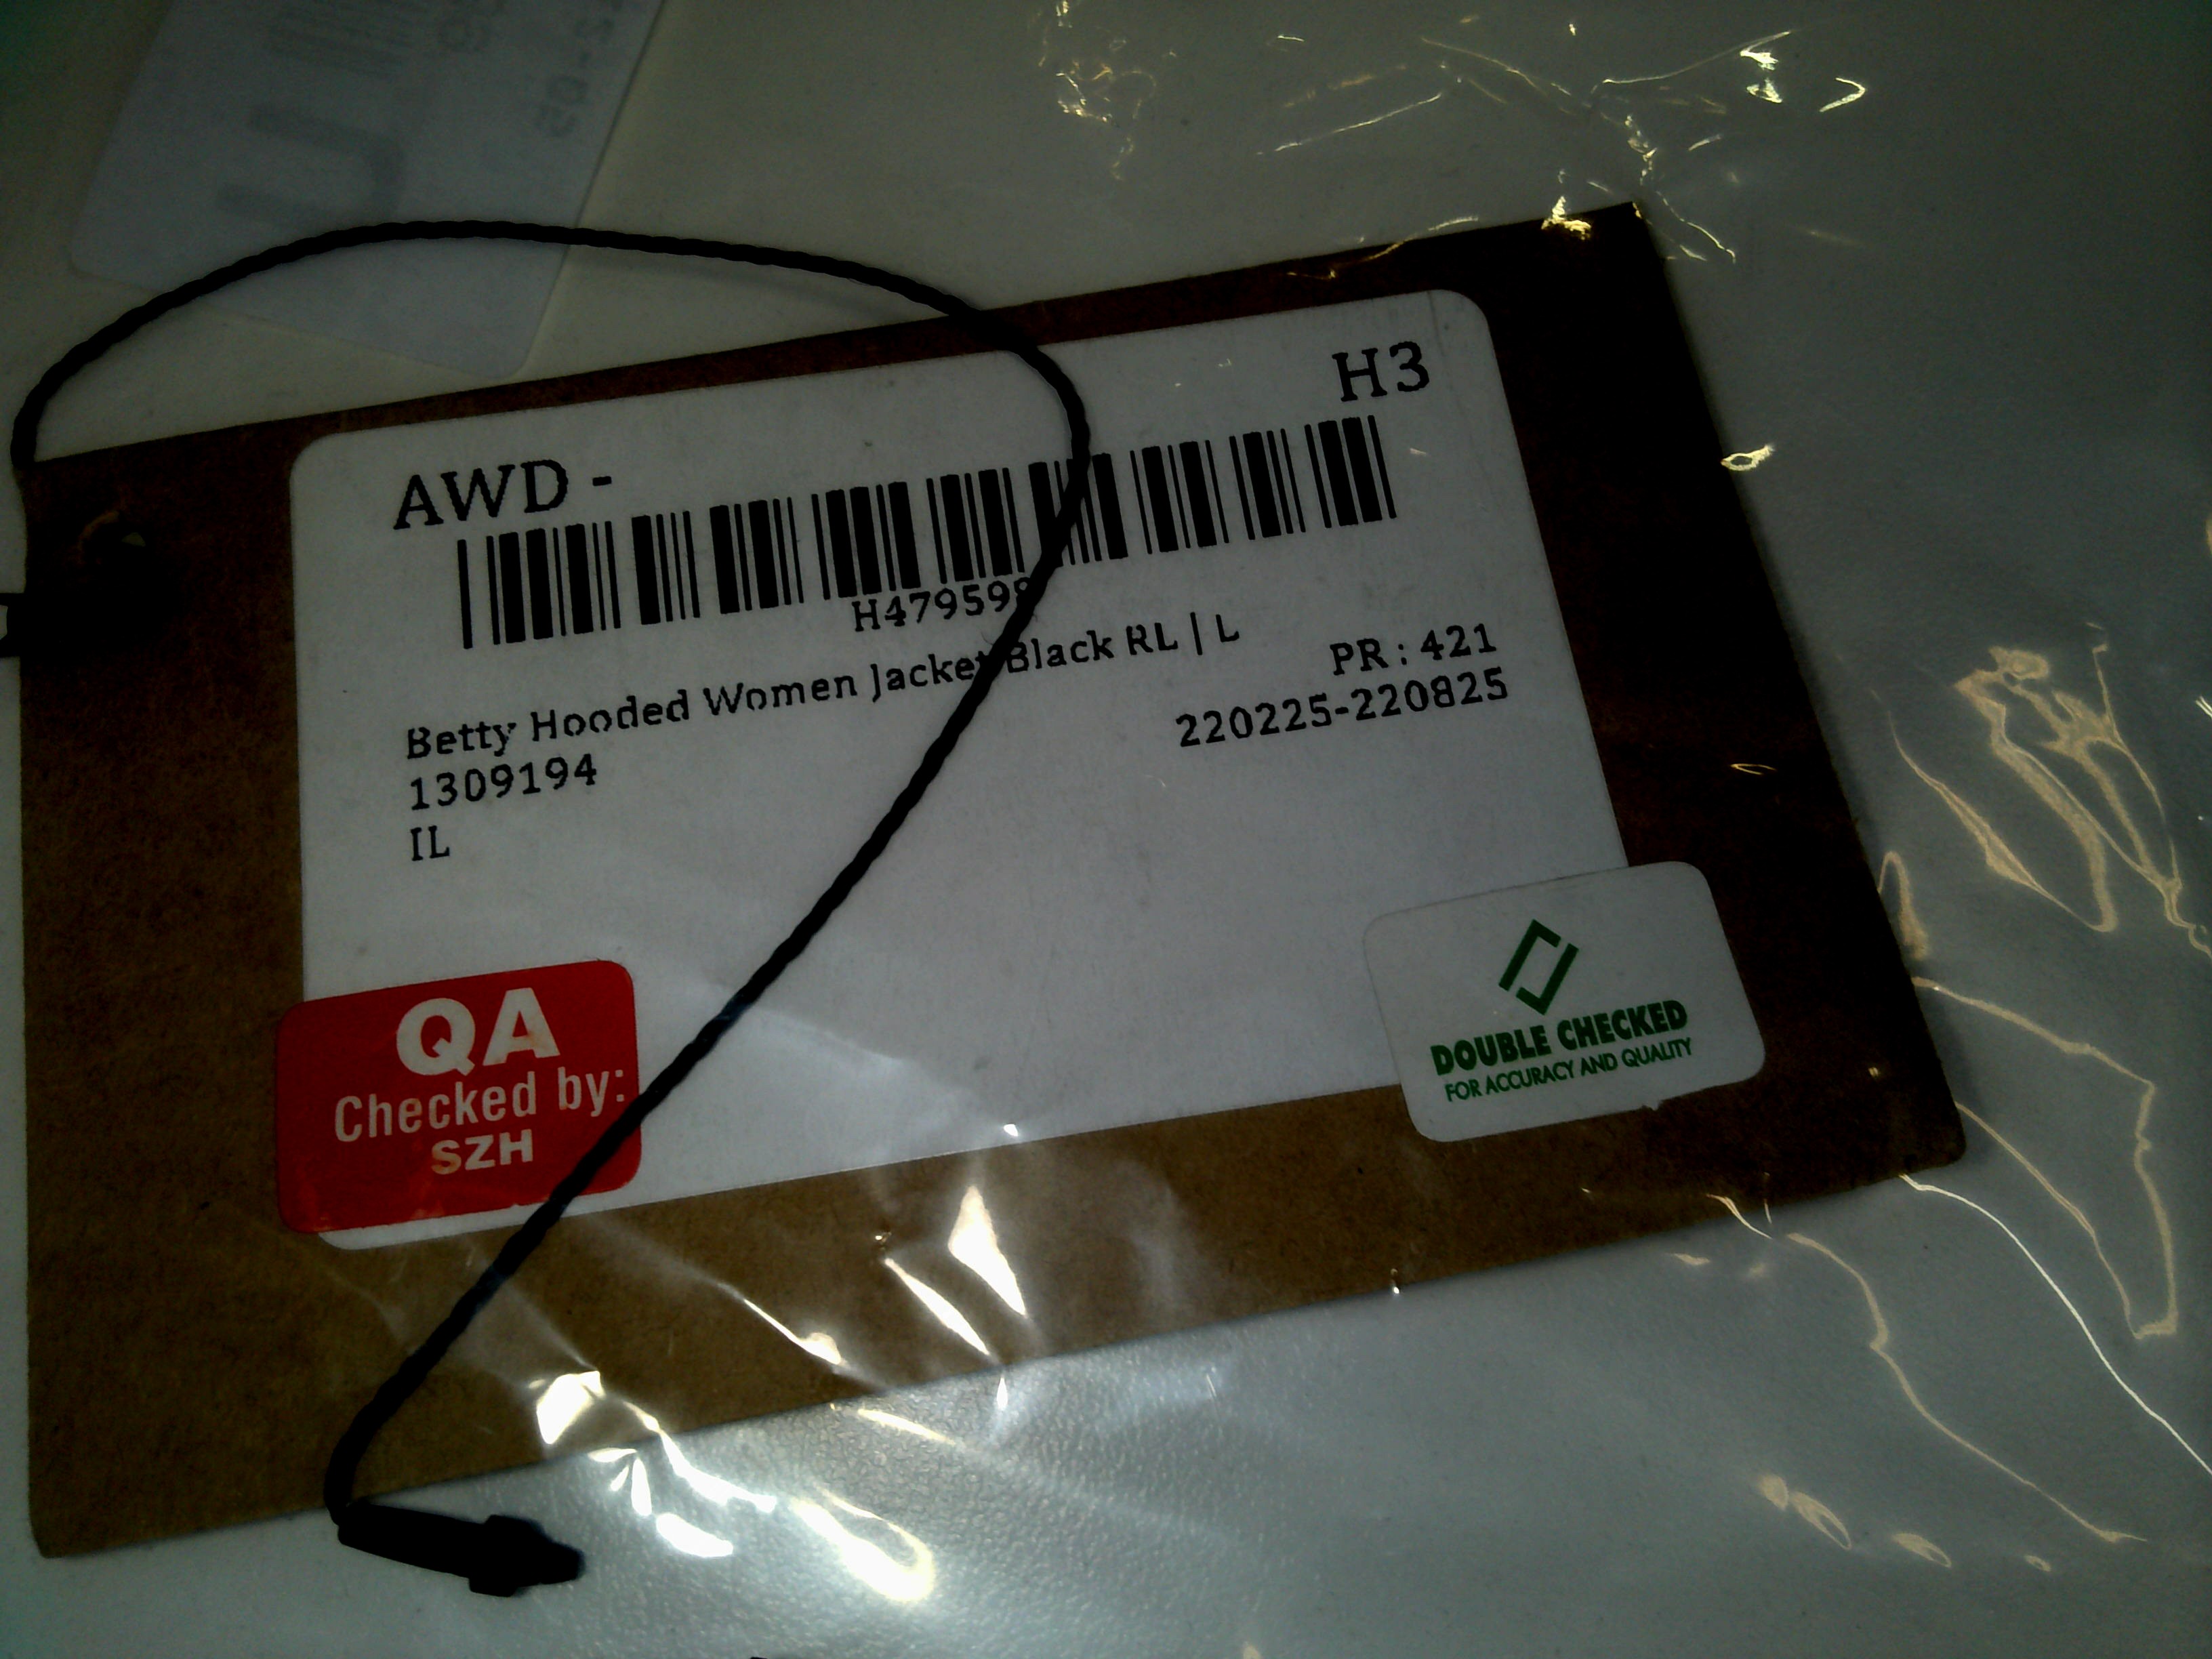 H3
AWD -
Betty Hooded Women Jacket Black RL | L
PR : 421
1309194
220225-220825
IL
QA
Checked by:
SZH
DOUBLE CHECKED
FOR ACCURACY AND QUALITY